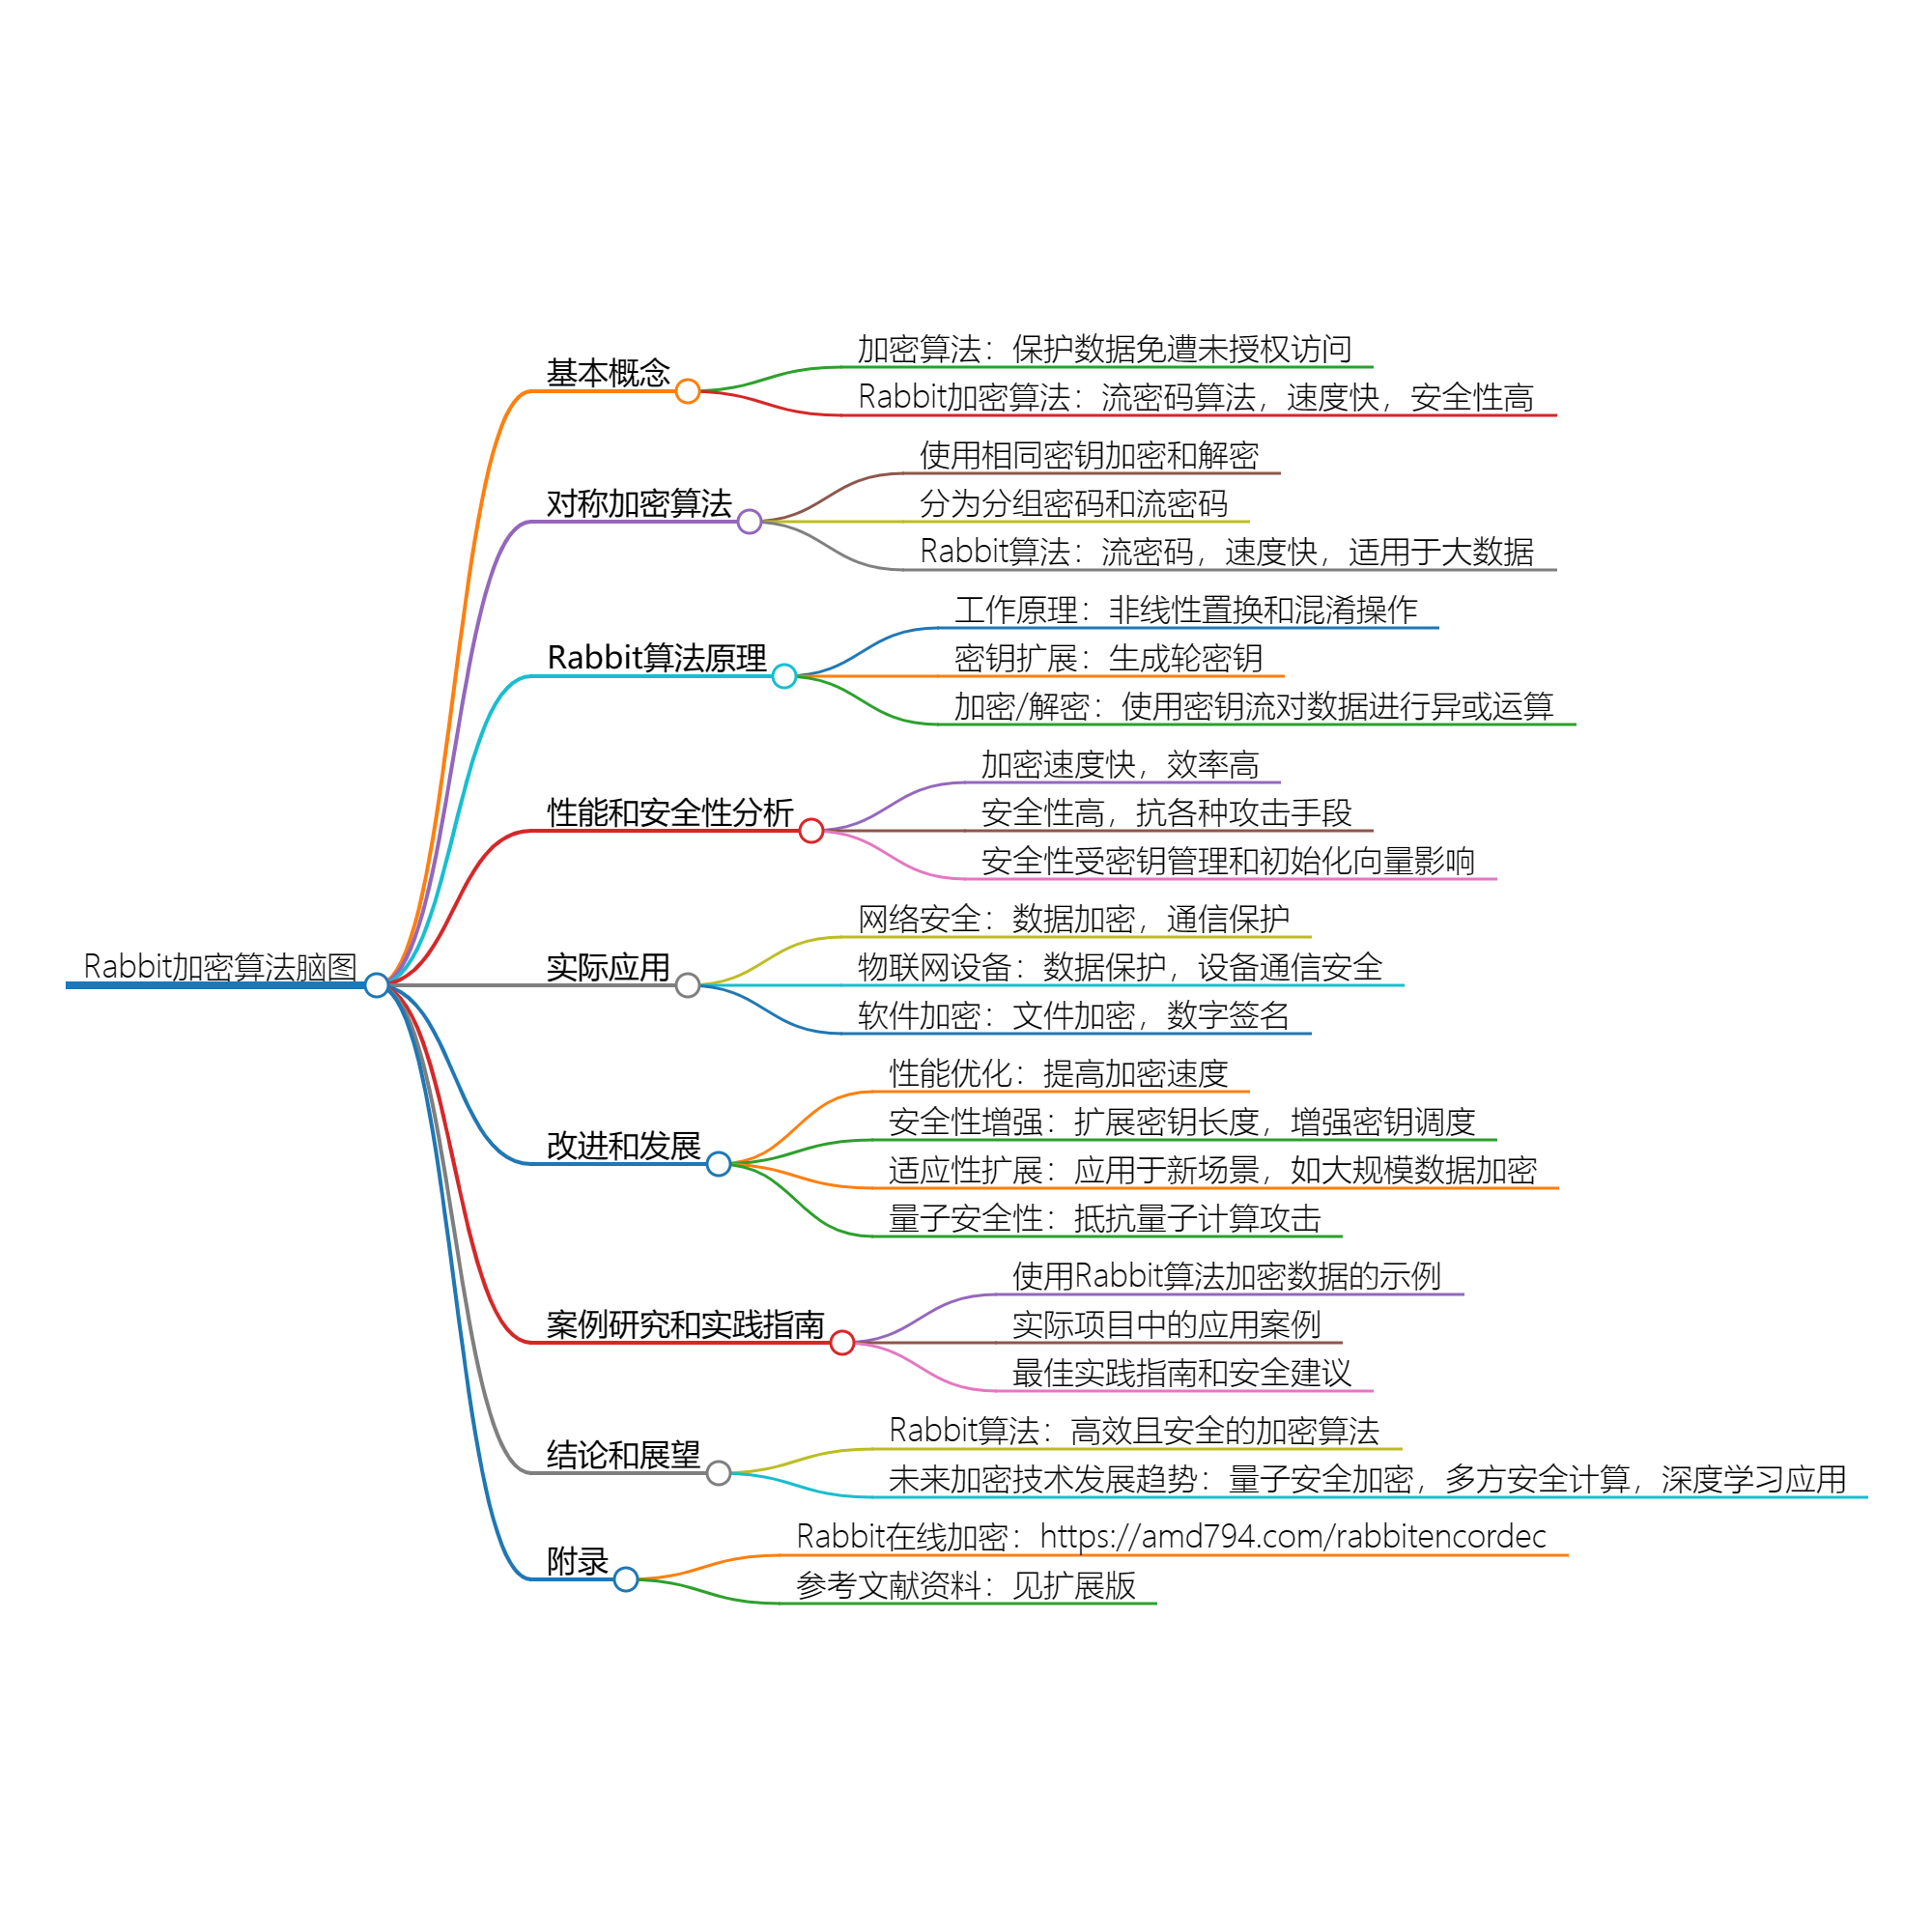 Rabbit加密算法脑图
基本概念
加密算法：保护数据免遭未授权访问
Rabbit加密算法：流密码算法，速度快，安全性高
对称加密算法
使用相同密钥加密和解密
分为分组密码和流密码
Rabbit算法：流密码，速度快，适用于大数据
Rabbit算法原理
工作原理：非线性置换和混淆操作
密钥扩展：生成轮密钥
加密/解密：使用密钥流对数据进行异或运算
性能和安全性分析
加密速度快，效率高
安全性高，抗各种攻击手段
安全性受密钥管理和初始化向量影响
实际应用
网络安全：数据加密，通信保护
物联网设备：数据保护，设备通信安全
软件加密：文件加密，数字签名
改进和发展
性能优化：提高加密速度
安全性增强：扩展密钥长度，增强密钥调度
适应性扩展：应用于新场景，如大规模数据加密
量子安全性：抵抗量子计算攻击
案例研究和实践指南
使用Rabbit算法加密数据的示例
实际项目中的应用案例
最佳实践指南和安全建议
结论和展望
Rabbit算法：高效且安全的加密算法
未来加密技术发展趋势：量子安全加密，多方安全计算，深度学习应用
附录
Rabbit在线加密：https://amd794.com/rabbitencordec
参考文献资料：见扩展版